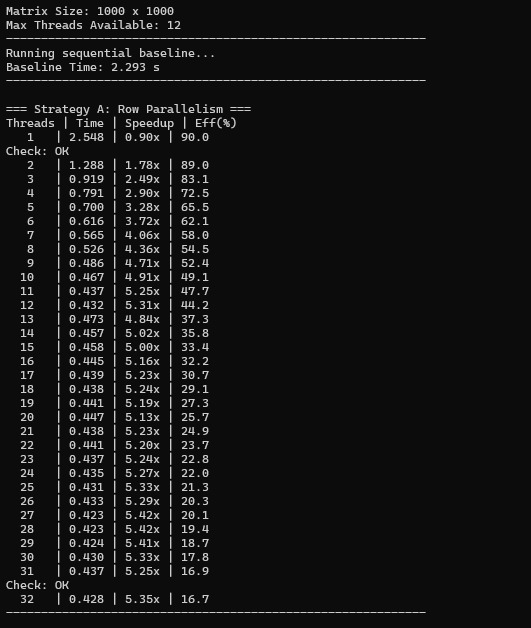 Matrix Size: 1000 x 1000
Max Threads Available: 12
------------------------------------------------------------
Running sequential baseline...
Baseline Time: 2.293 s
------------------------------------------------------------
=== Strategy A: Row Parallelism ===
Threads | Time | Speedup | Eff(%)
1 | 2.548 | 0.90x | 90.0
Check: OK
2 | 1.288 | 1.78x | 89.0
3 | 0.919 | 2.49x | 83.1
4 | 0.791 | 2.90x | 72.5
5 | 0.700 | 3.28x | 65.5
6 | 0.616 | 3.72x | 62.1
7 | 0.565 | 4.06x | 58.0
8 | 0.526 | 4.36x | 54.5
9 | 0.486 | 4.71x | 52.4
10 | 0.467 | 4.91x | 49.1
11 | 0.437 | 5.25x | 47.7
12 | 0.432 | 5.31x | 44.2
13 | 0.473 | 4.84x | 37.3
14 | 0.457 | 5.02x | 35.8
15 | 0.458 | 5.00x | 33.4
16 | 0.445 | 5.16x | 32.2
17 | 0.439 | 5.23x | 30.7
18 | 0.438 | 5.24x | 29.1
19 | 0.441 | 5.19x | 27.3
20 | 0.447 | 5.13x | 25.7
21 | 0.438 | 5.23x | 24.9
22 | 0.441 | 5.20x | 23.7
23 | 0.437 | 5.24x | 22.8
24 | 0.435 | 5.27x | 22.0
25 | 0.431 | 5.33x | 21.3
26 | 0.433 | 5.29x | 20.3
27 | 0.423 | 5.42x | 20.1
28 | 0.423 | 5.42x | 19.4
29 | 0.424 | 5.41x | 18.7
30 | 0.430 | 5.33x | 17.8
31 | 0.437 | 5.25x | 16.9
Check: OK
32 | 0.428 | 5.35x | 16.7
------------------------------------------------------------